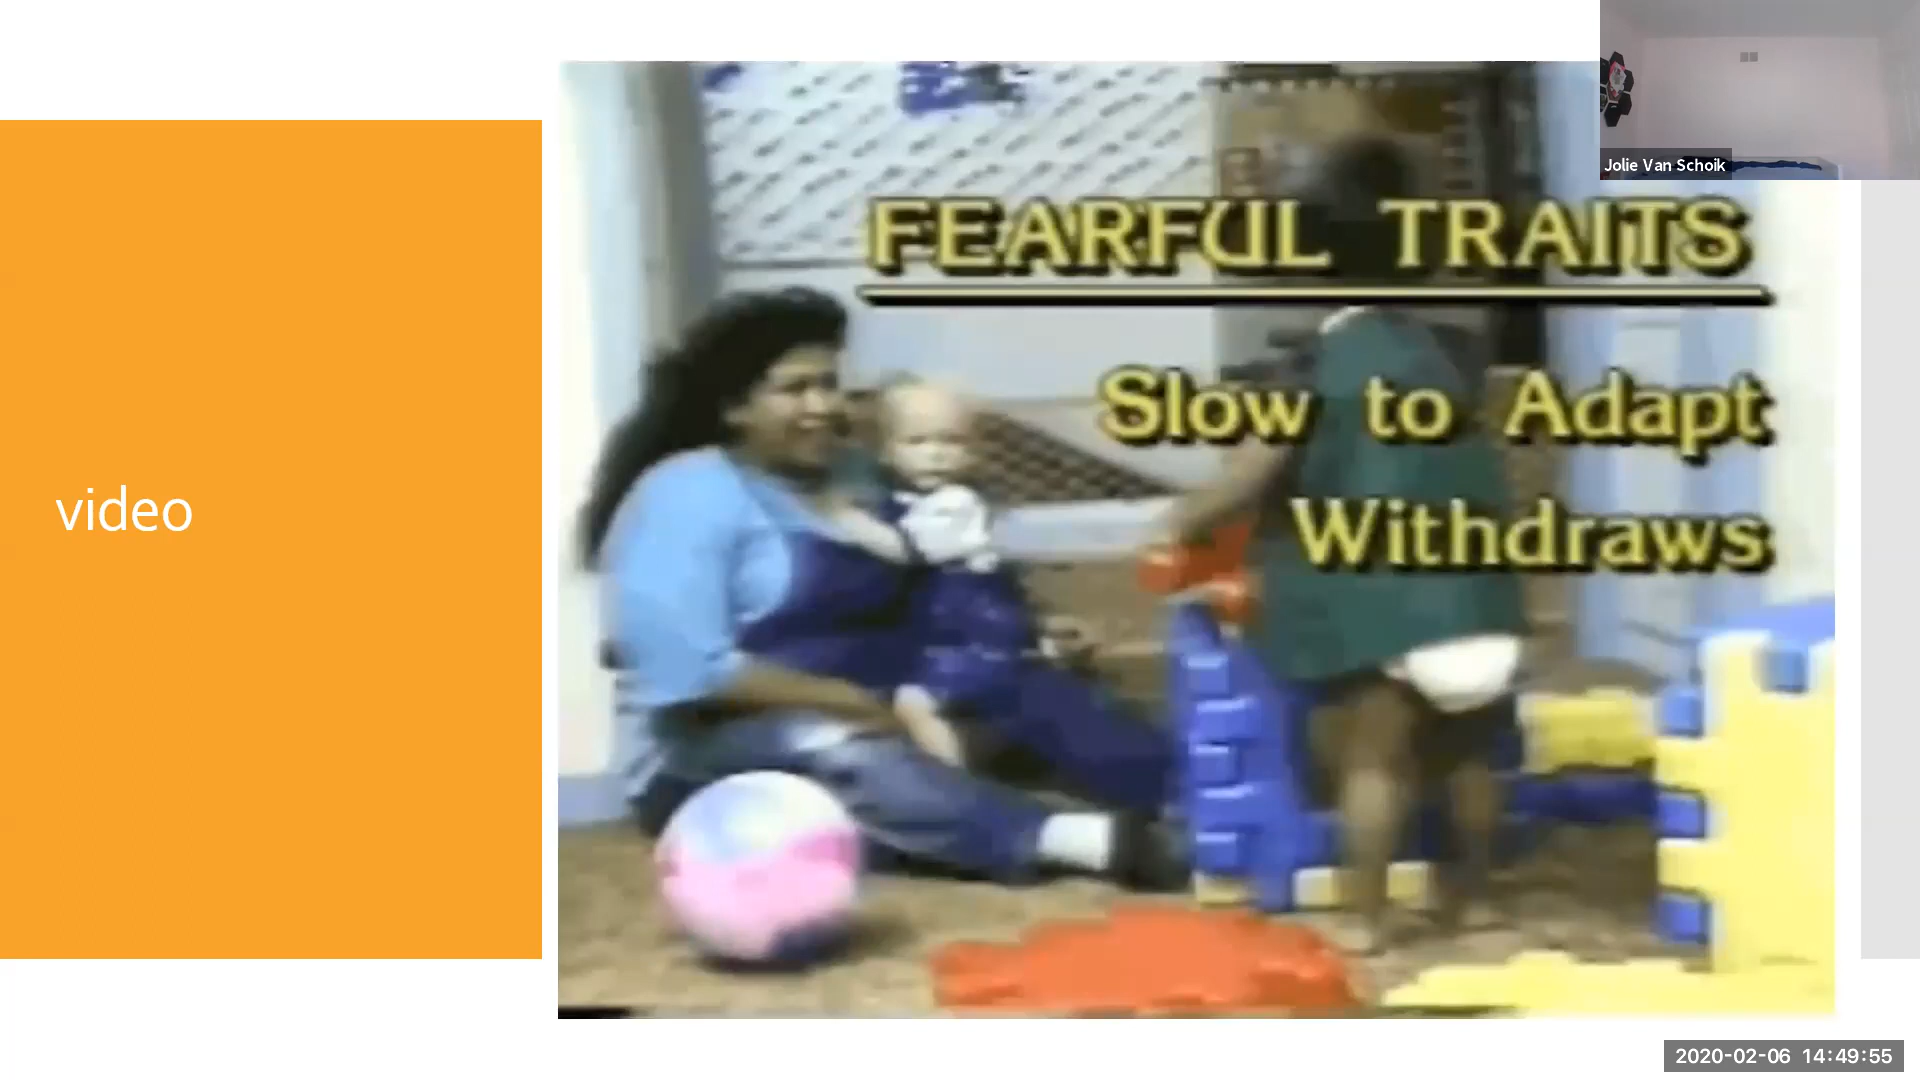 Jolie Van Schoik
video
FEARFUL TRAITS
Slow to Adapt
Withdraws
2020-02-06 14:49:55